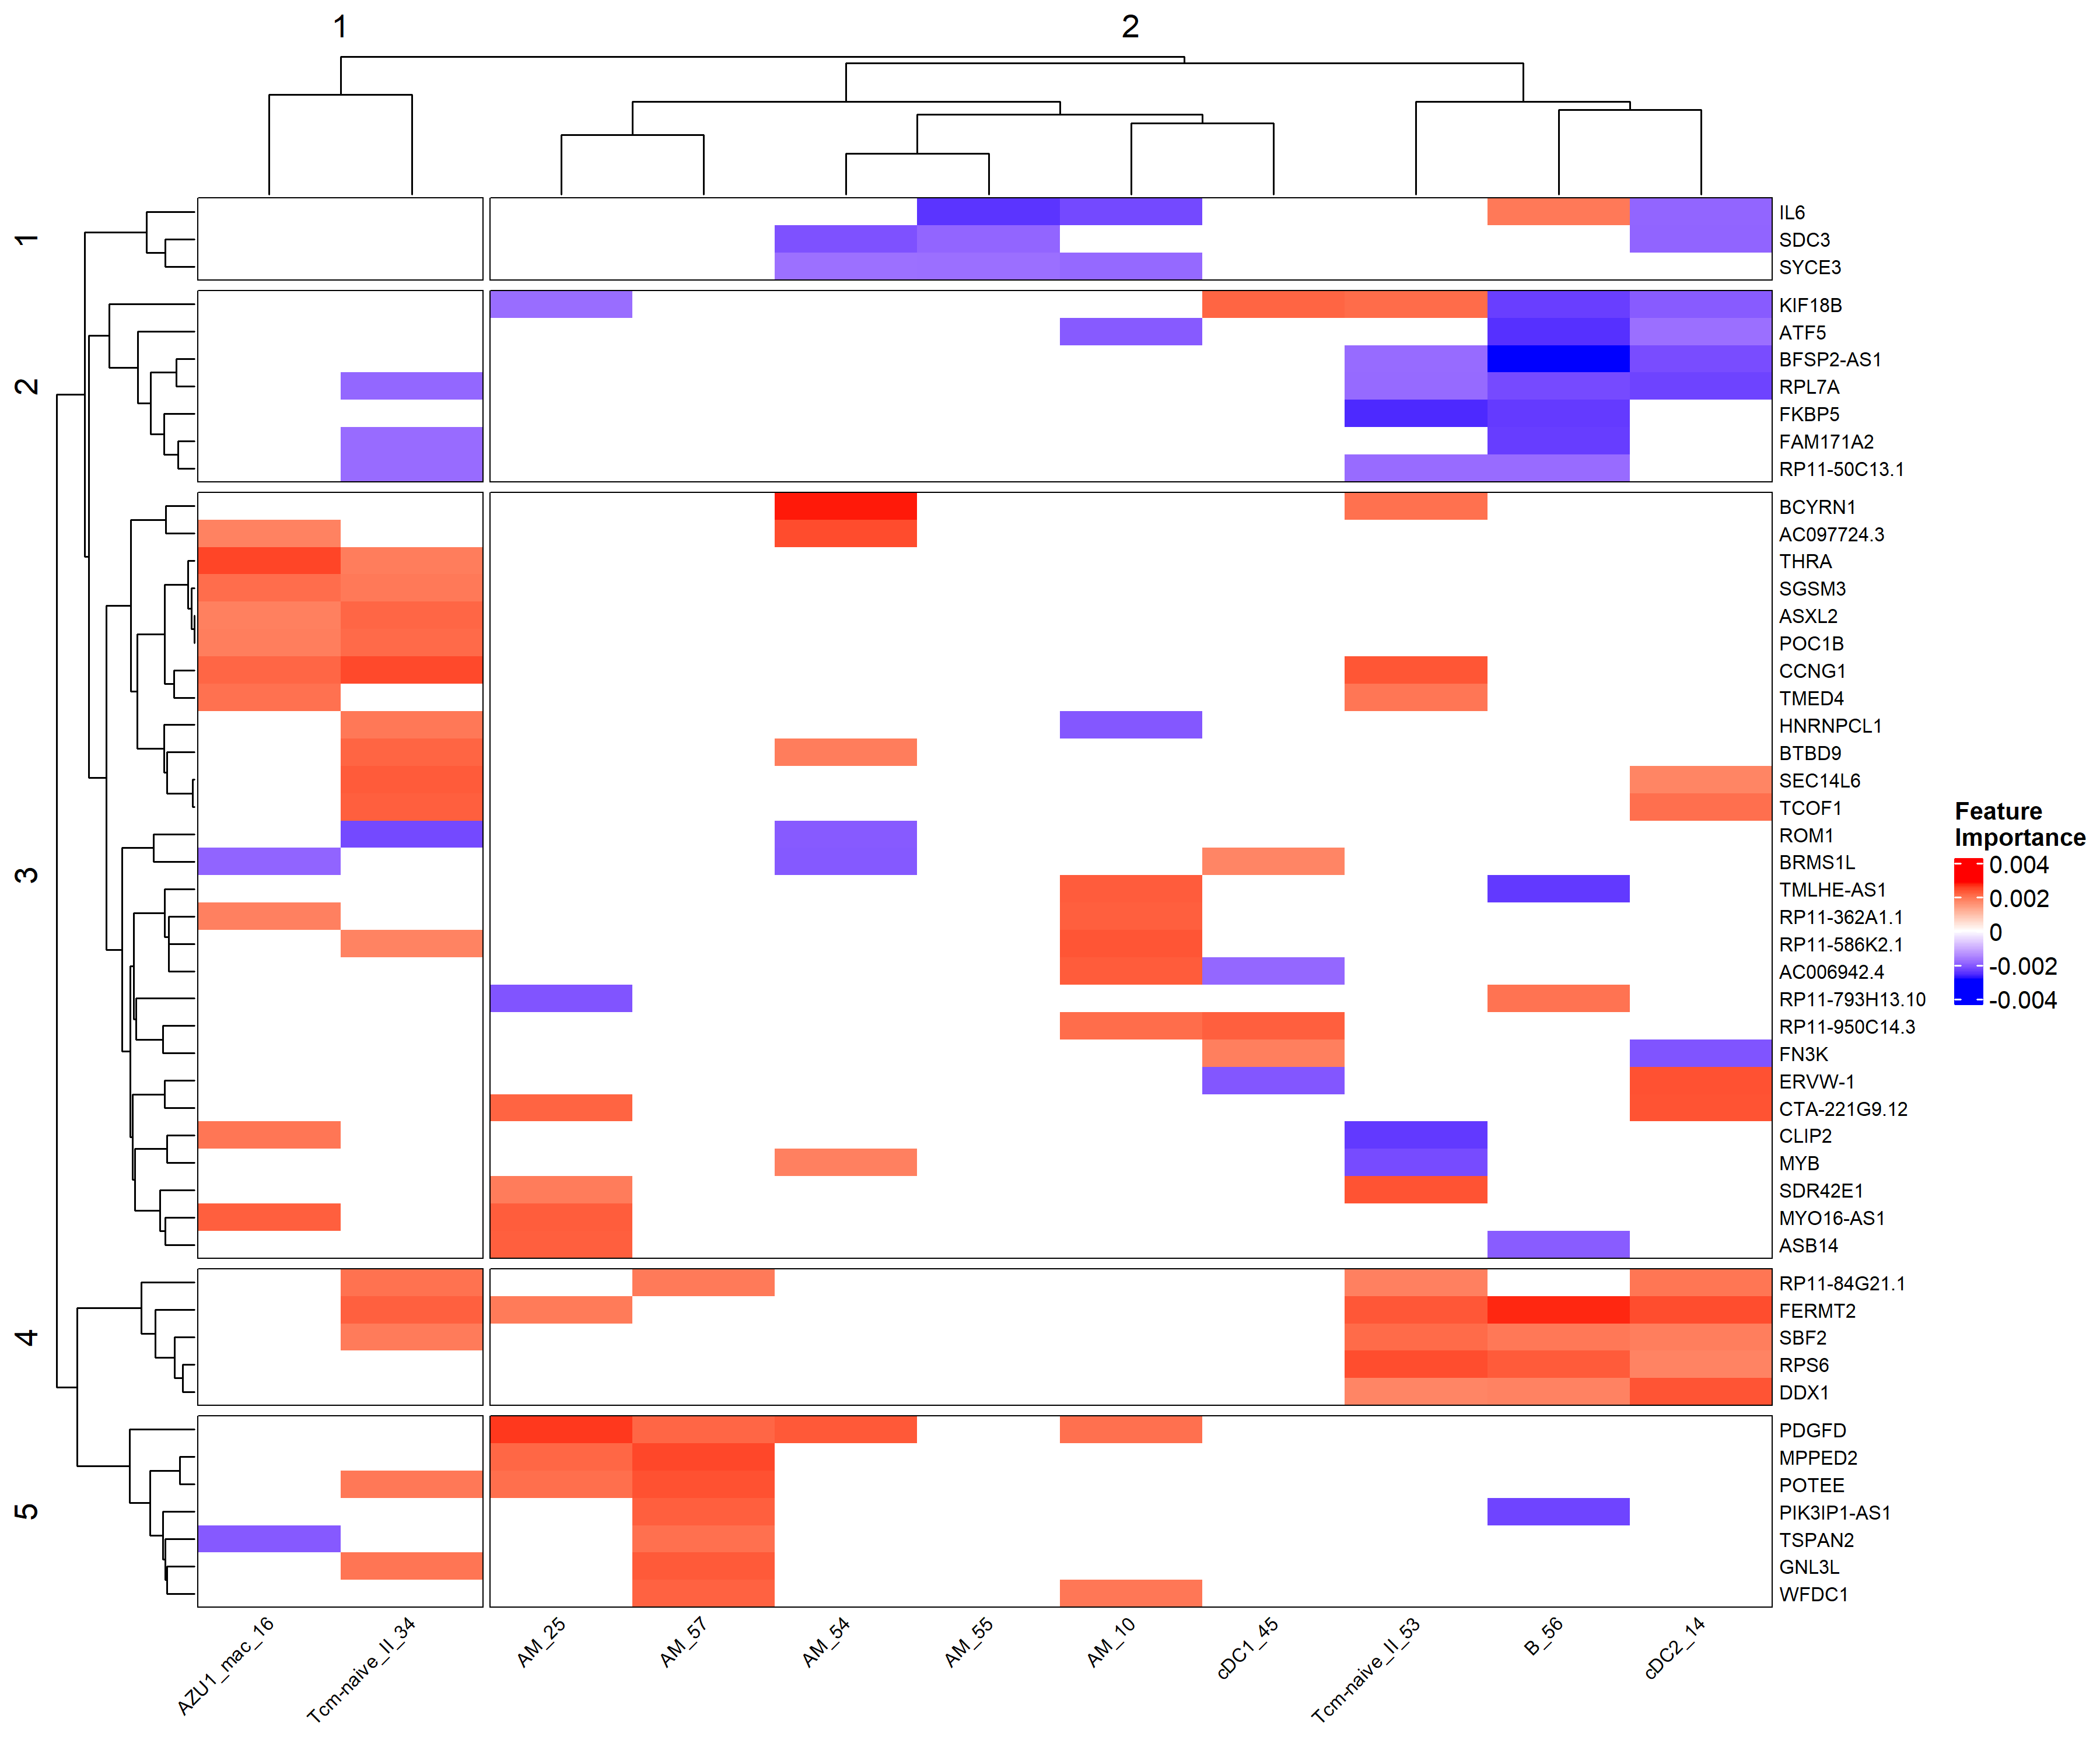 1
2
1
2
3
4
5
IL6
SDC3
SYCE3
KIF18B
ATF5
BFSP2-AS1
RPL7A
FKBP5
FAM171A2
RP11-50C13.1
BCYRN1
AC097724.3
THRA
SGSM3
ASXL2
POC1B
CCNG1
TMED4
HNRNPCL1
BTBD9
SEC14L6
TCOF1
ROM1
BRMS1L
TMLHE-AS1
RP11-362A1.1
RP11-586K2.1
AC006942.4
RP11-793H13.10
RP11-950C14.3
FN3K
ERVW-1
CTA-221G9.12
CLIP2
MYB
SDR42E1
MYO16-AS1
ASB14
RP11-84G21.1
FERMT2
SBF2
RPS6
DDX1
PDGFD
MPPED2
POTEE
PIK3IP1-AS1
TSPAN2
GNL3L
WFDC1
AZU1_mac_16
Tcm-naive_II_34
AM_25
AM_57
AM_54
AM_55
AM_10
cDC1_45
Tcm-naive_II_53
B_56
cDC2_14
Feature
Importance
0.004
0.002
0
-0.002
-0.004